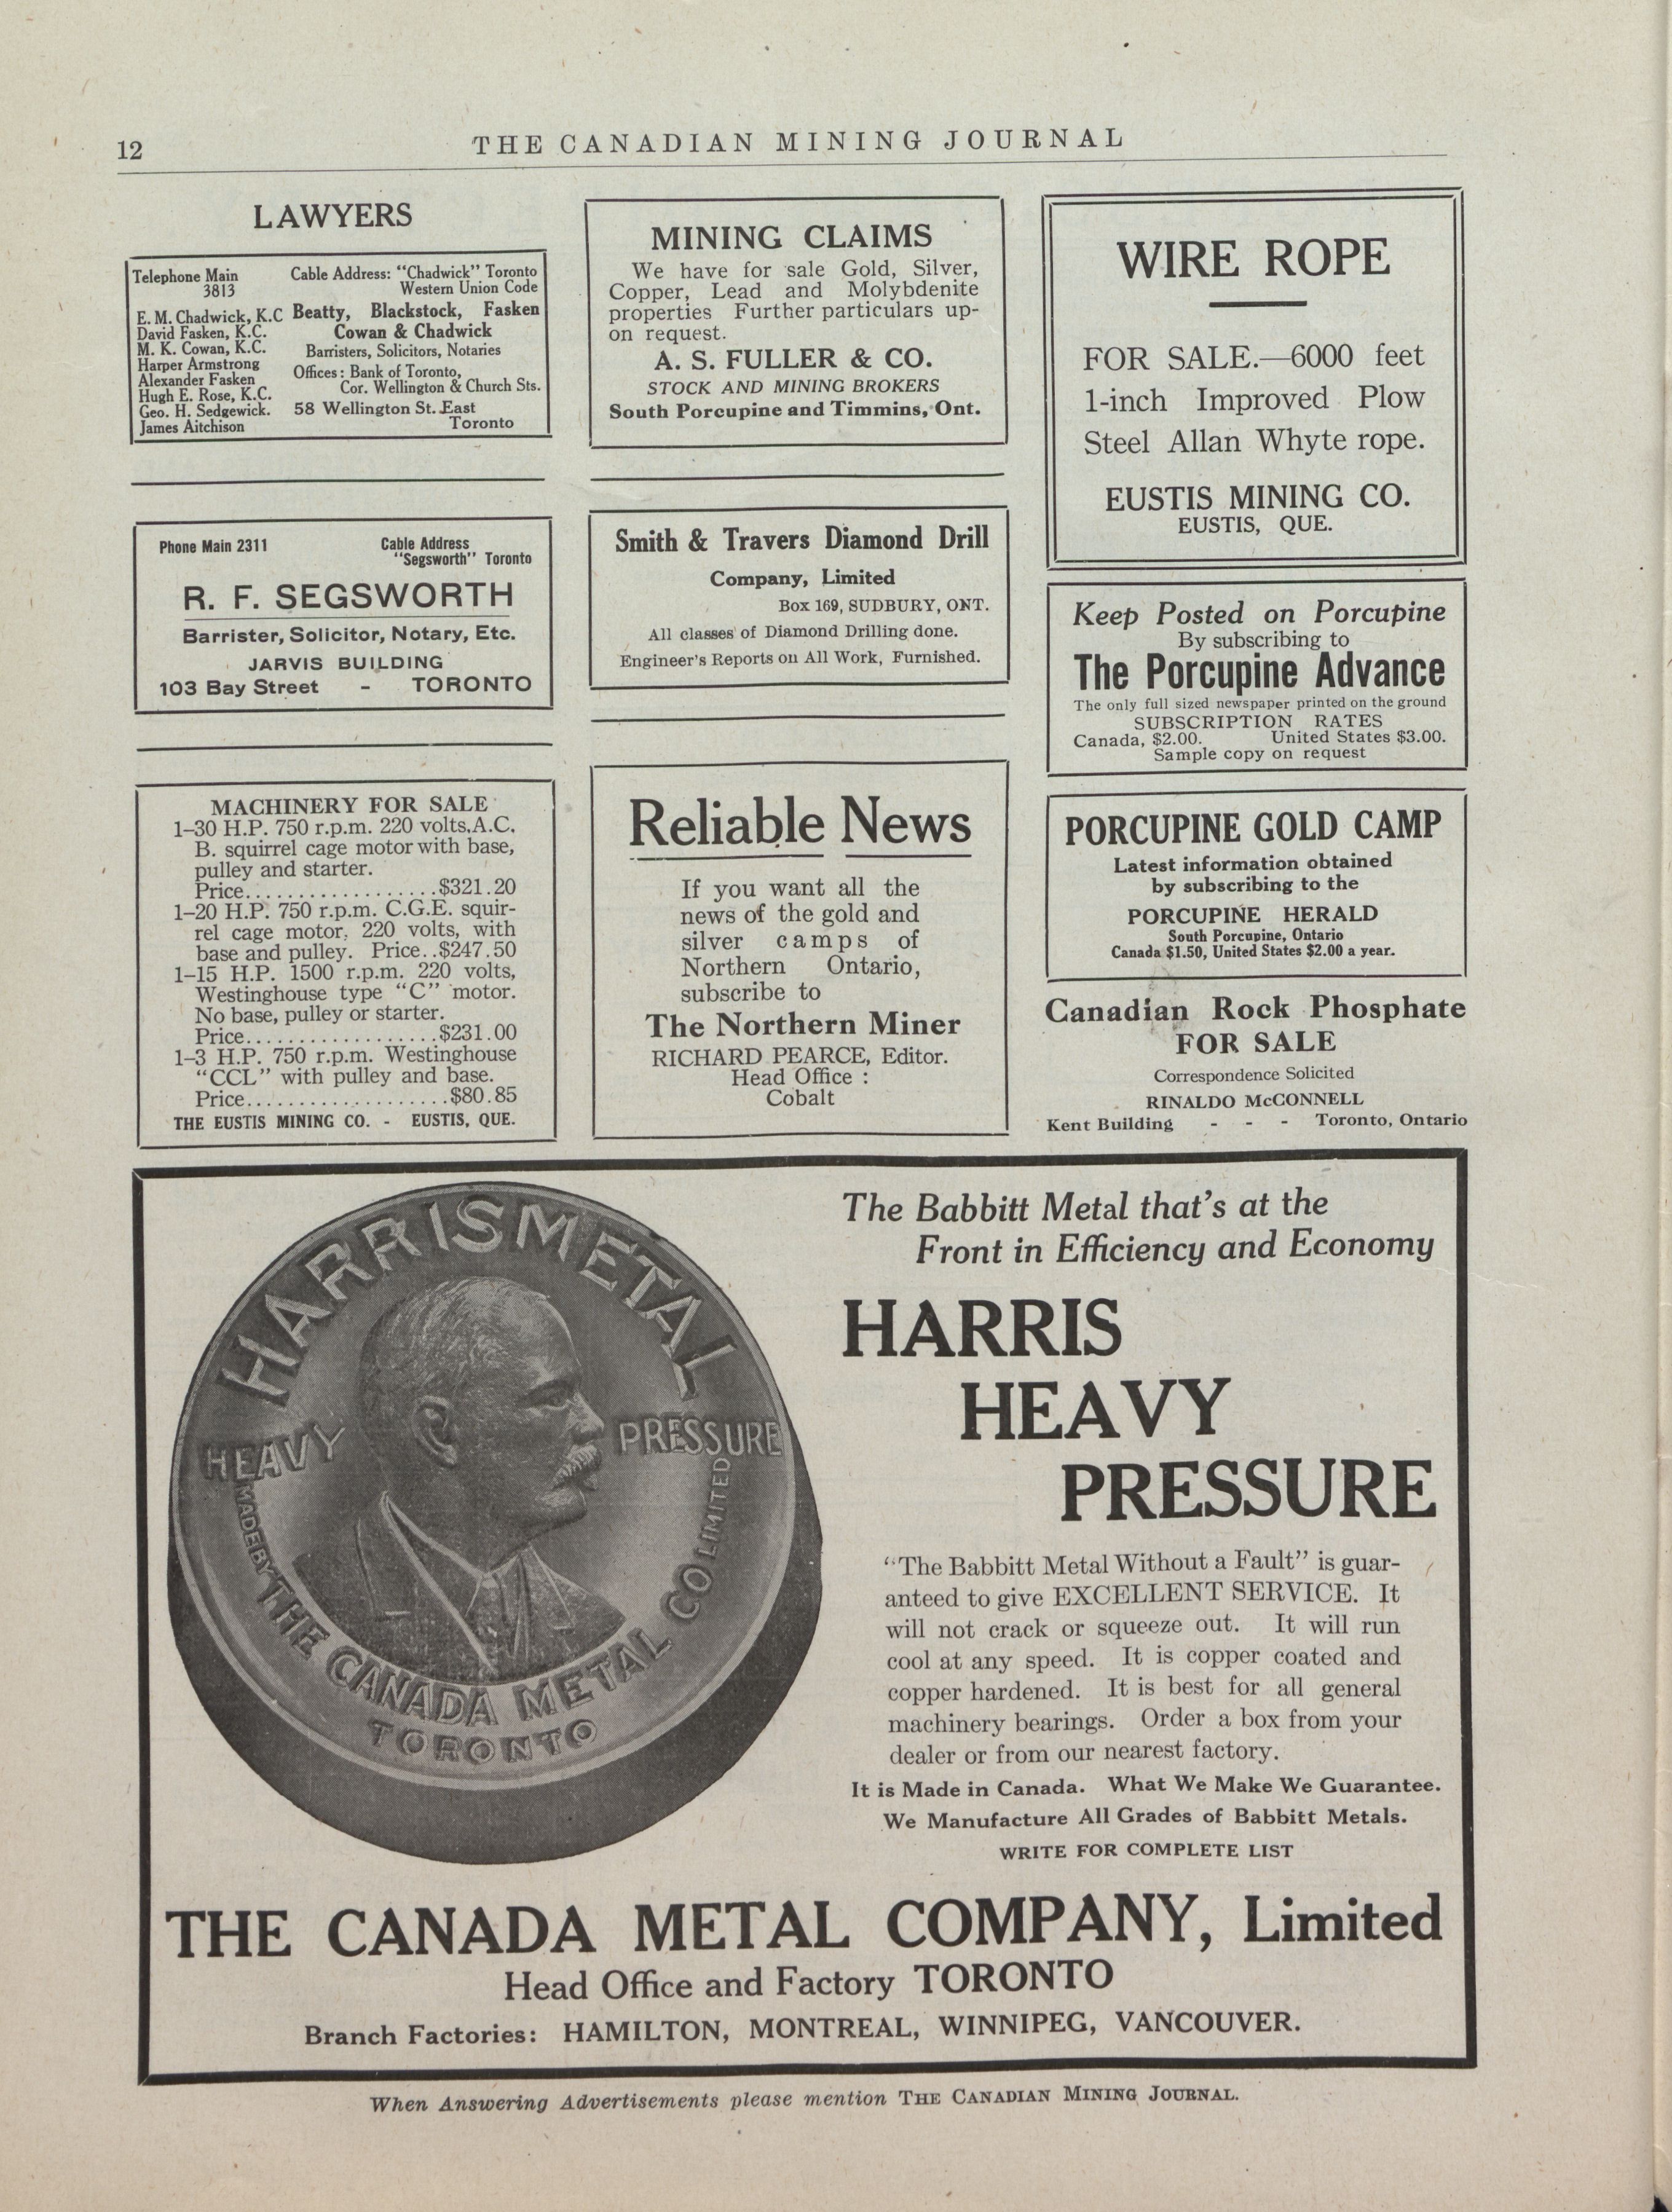 12
THE CANADIAN MINING JOURNAL
LAWYERS
Telephone Main
3813
Cable Address: "Chadwick" Toronto
Western Union Code
E. M. Chadwick, K.C
David Fasken, K.C.
M. K. Cowan, K.C.
Harper Armstrong
Alexander Fasken
Hugh E. Rose, K.C.
Geo. H. Sedgewick.
James Aitchison
Beatty, Blackstock, Fasken
Cowan & Chadwick
Barristers, Solicitors, Notaries
Offices: Bank of Toronto,
Cor. Wellington & Church Sts.
58 Wellington St. East
Toronto
Phone Main 2311
Cable Address
"Segsworth" Toronto
R. F. SEGSWORTH
Barrister, Solicitor, Notary, Etc.
JARVIS BUILDING
103 Bay Street - TORONTO
MACHINERY FOR SALE
1–30 H.P. 750 r.p.m. 220 volts.A.C.
B. squirrel cage motor with base,
pulley and starter.
Price..................$321.20
1–20 H.P. 750 r.p.m. C.G.E. squir-
rel cage motor, 220 volts, with
base and pulley. Price..$247.50
1–15 H.P. 1500 r.p.m. 220 volts,
Westinghouse type "C" motor.
No base, pulley or starter.
Price..................$231.00
1–3 H.P. 750 r.p.m. Westinghouse
"CCL" with pulley and base.
Price...................$80.85
THE EUSTIS MINING CO. - EUSTIS, QUE.
MINING CLAIMS
We have for sale Gold, Silver,
Copper, Lead and Molybdenite
properties Further particulars up-
on request.
A. S. FULLER & CO.
STOCK AND MINING BROKERS
South Porcupine and Timmins, Ont.
Smith & Travers Diamond Drill
Company, Limited
Box 169, SUDBURY, ONT.
All classes of Diamond Drilling done.
Engineer's Reports on All Work, Furnished.
Reliable News
If you want all the
news of the gold and
silver camps of
Northern Ontario,
subscribe to
The Northern Miner
RICHARD PEARCE, Editor.
Head Office :
Cobalt
WIRE ROPE
FOR SALE.—6000 feet
1-inch Improved Plow
Steel Allan Whyte rope.
EUSTIS MINING CO.
EUSTIS, QUE.
Keep Posted on Porcupine
By subscribing to
The Porcupine Advance
The only full sized newspaper printed on the ground
SUBSCRIPTION RATES
Canada, $2.00. United States $3.00.
Sample copy on request
PORCUPINE GOLD CAMP
Latest information obtained
by subscribing to the
PORCUPINE HERALD
South Porcupine, Ontario
Canada $1.50, United States $2.00 a year.
Canadian Rock Phosphate
FOR SALE
Correspondence Solicited
RINALDO McCONNELL
Kent Building - - - Toronto, Ontario
HARRIS METAL
HEAVY PRESSURE
MADE BY THE CANADA METAL CO LIMITED
TORONTO
The Babbitt Metal that's at the
Front in Efficiency and Economy
HARRIS
HEAVY
PRESSURE
"The Babbitt Metal Without a Fault" is guar-
anteed to give EXCELLENT SERVICE. It
will not crack or squeeze out. It will run
cool at any speed. It is copper coated and
copper hardened. It is best for all general
machinery bearings. Order a box from your
dealer or from our nearest factory.
It is Made in Canada. What We Make We Guarantee.
We Manufacture All Grades of Babbitt Metals.
WRITE FOR COMPLETE LIST
THE CANADA METAL COMPANY, Limited
Head Office and Factory TORONTO
Branch Factories: HAMILTON, MONTREAL, WINNIPEG, VANCOUVER.
When Answering Advertisements please mention THE CANADIAN MINING JOURNAL.